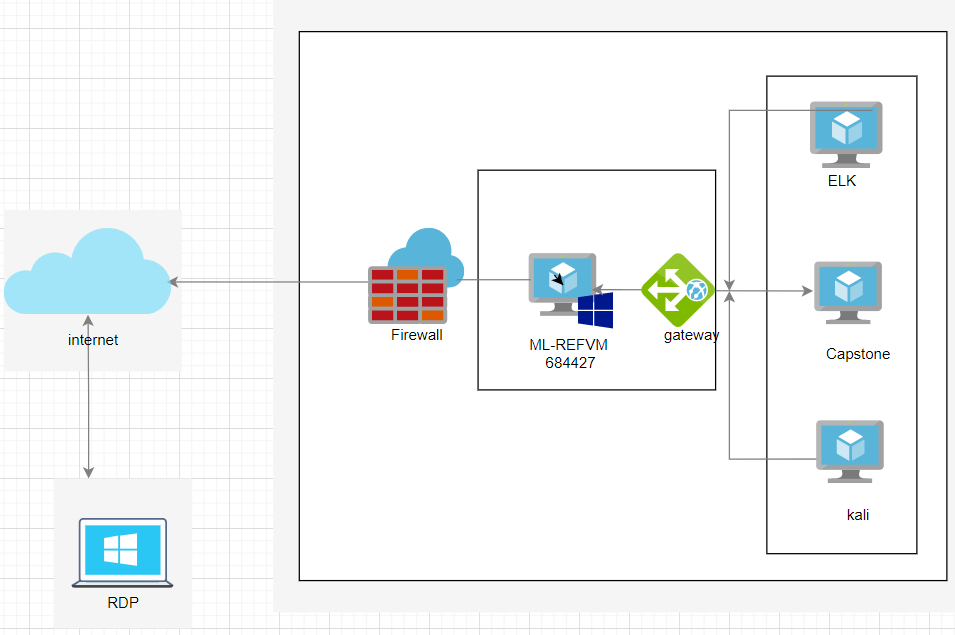 ELK
internet
Firewall
ML-REFVM
684427
gateway
Capstone
kali
RDP